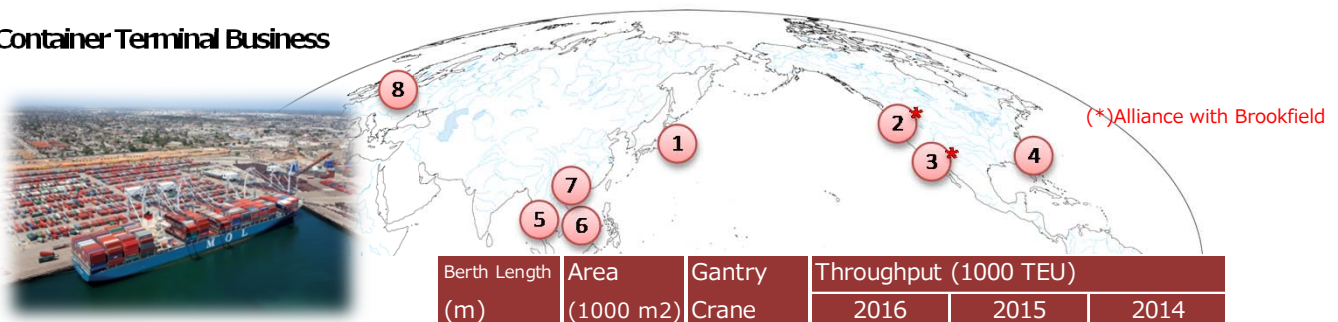 Container Terminal Business
8
1
2*
3*
4
(*)Alliance with Brookfield
7
5
6
MOL
Berth Length Area Gantry Throughput (1000 TEU)
(m) (1000 m2) Crane 2016 2015 2014